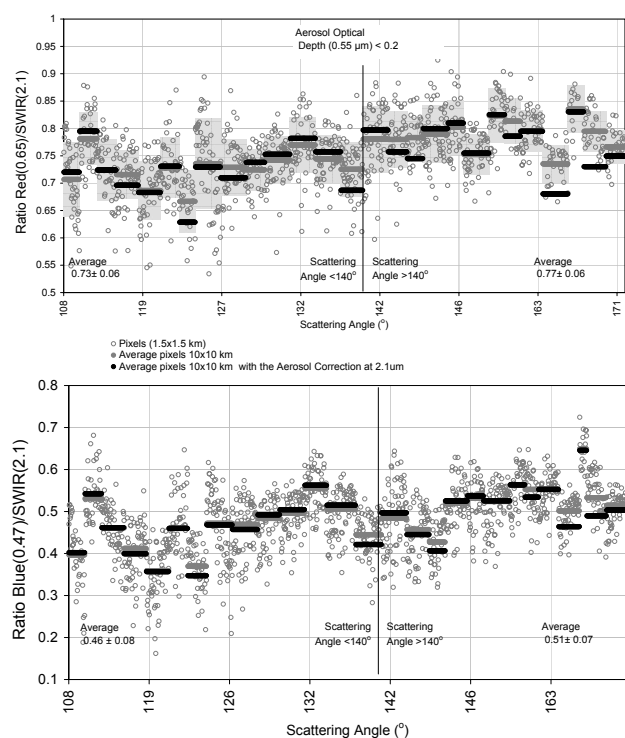 Aerosol Optical
Depth (0.55 µm) < 0.2
1
0.95
0.9
0.85
0.8
0.75
0.7
0.65
0.6
0.55
0.5
Ratio Red(0.65)/SWIR(2.1)
Average
0.73± 0.06
Scattering
Angle <140°
Scattering
Angle >140°
Average
0.77± 0.06
108
119
127
132
142
146
163
171
Scattering Angle (°)
Pixels (1.5x1.5 km)
Average pixels 10x10 km
Average pixels 10x10 km with the Aerosol Correction at 2.1um
0.8
0.7
0.6
0.5
0.4
0.3
0.2
0.1
Ratio Blue(0.47)/SWIR(2.1)
Average
0.46 ± 0.08
Scattering
Angle <140°
Scattering
Angle >140°
Average
0.51± 0.07
108
119
126
132
142
146
163
Scattering Angle (°)